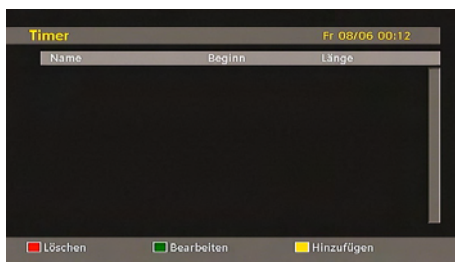 Timer Fr 08/06 00:12
Name Beginn Länge
Löschen Bearbeiten Hinzufügen